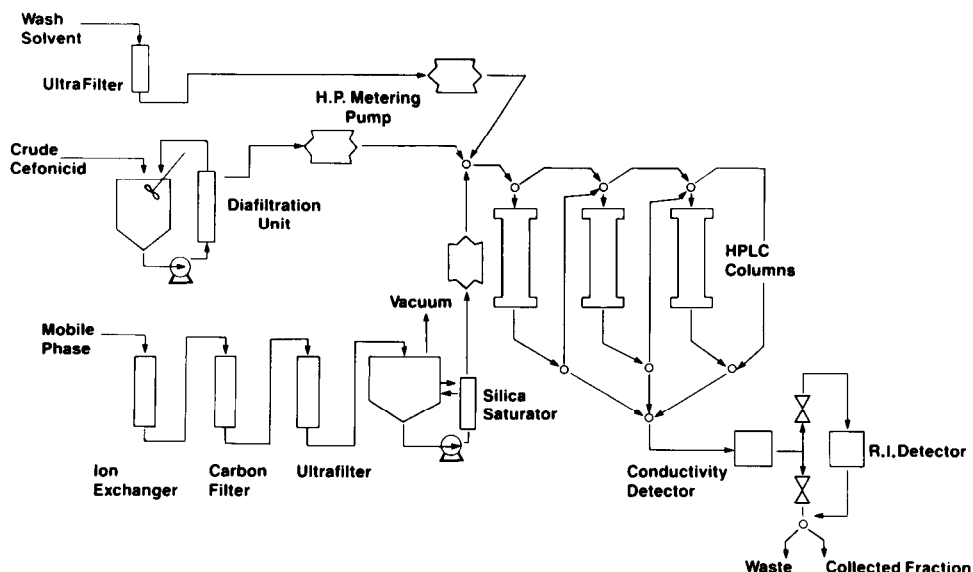 Wash
Solvent
UltraFilter
H.P. Metering
Pump
Crude
Cefonicid
Diafiltration
Unit
HPLC
Columns
Vacuum
Mobile
Phase
Silica
Saturator
Ion
Exchanger
Carbon
Filter
Ultrafilter
Conductivity
Detector
R.I. Detector
Waste
Collected Fraction